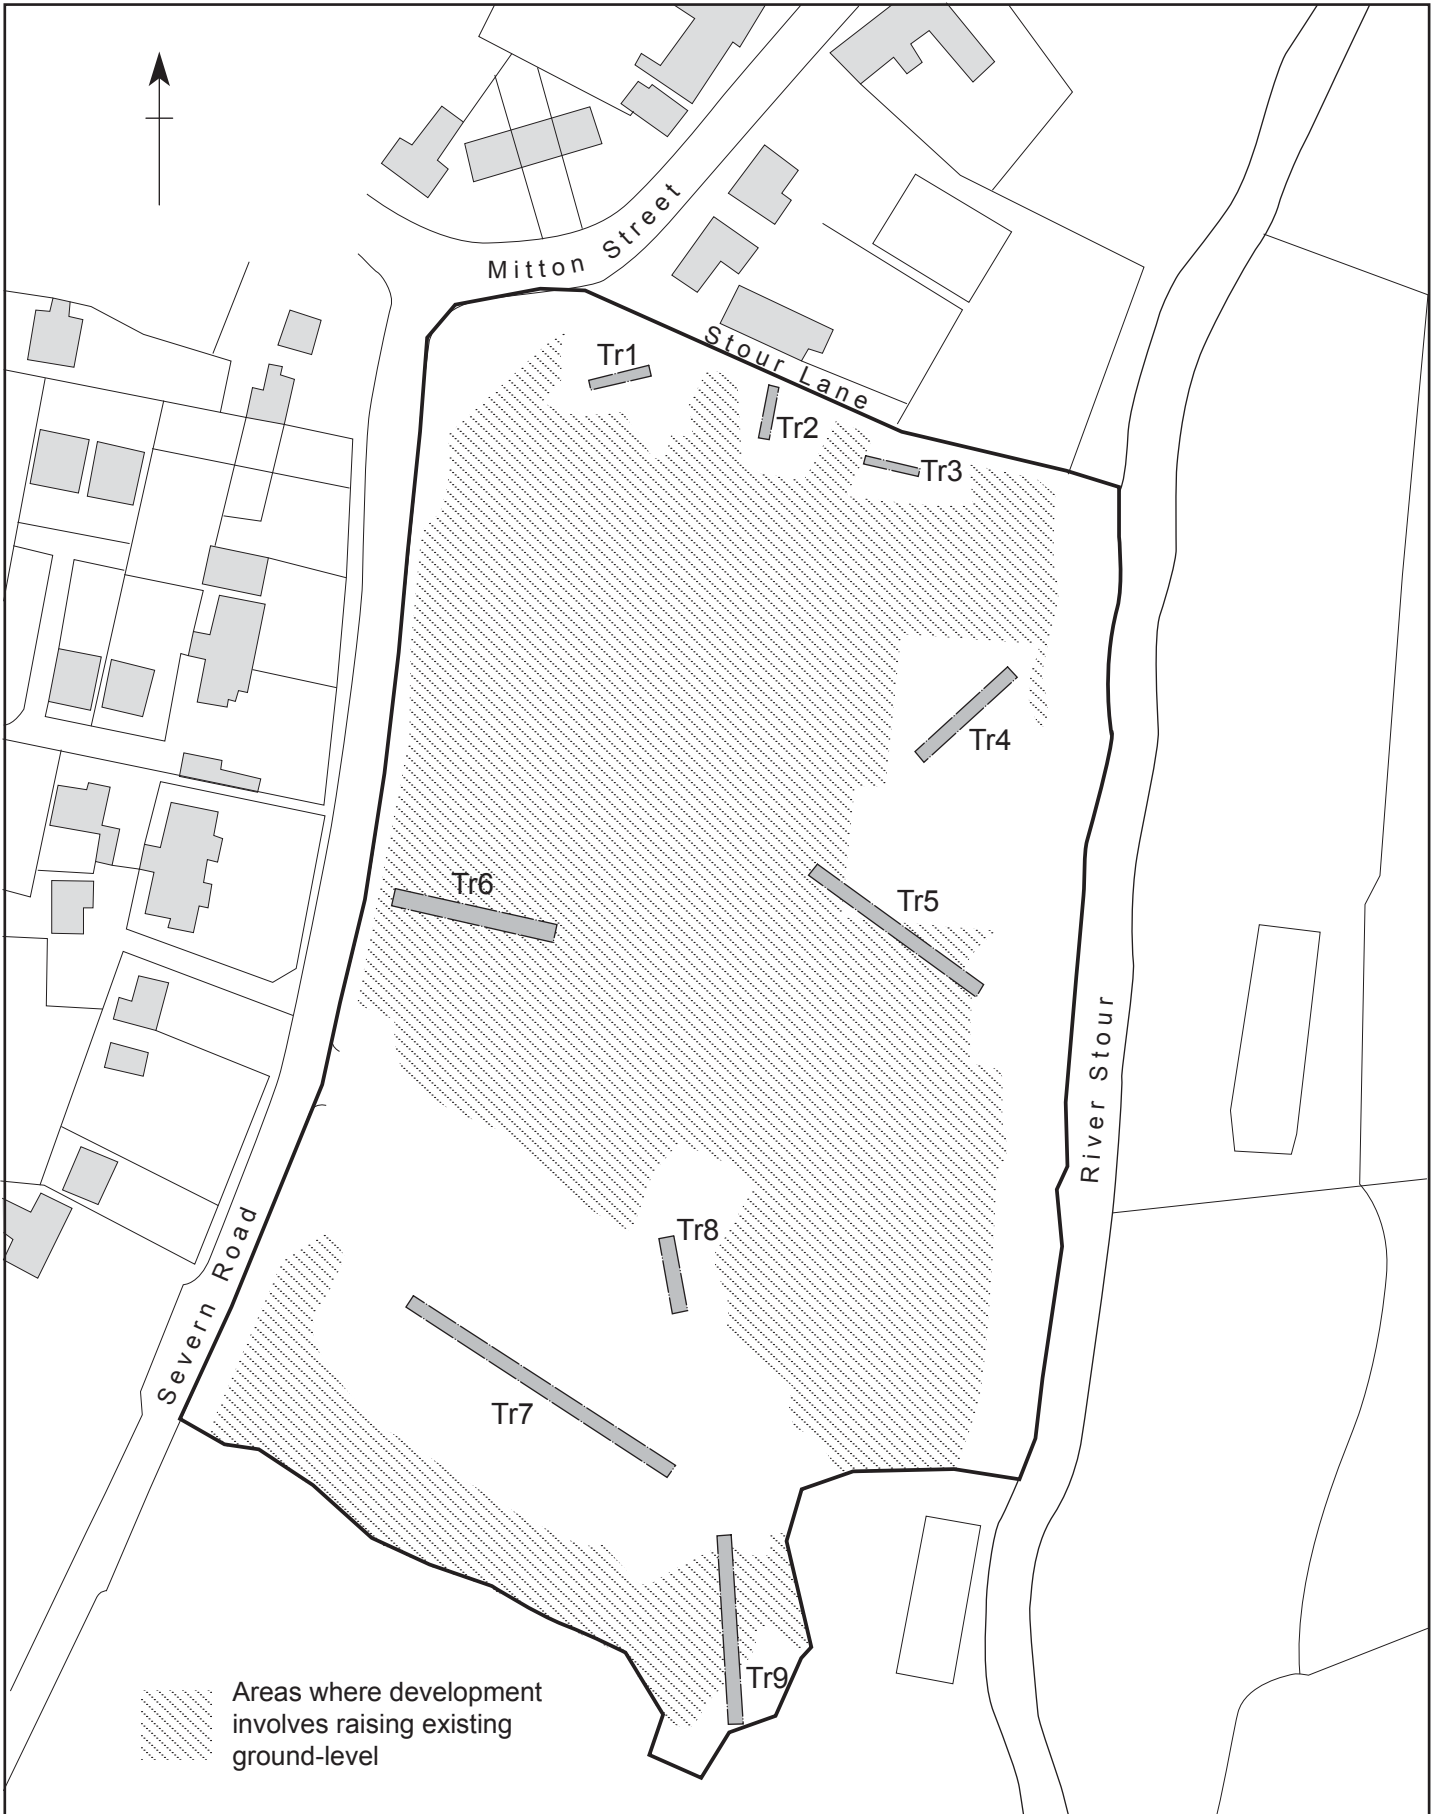 Mitton Street
Stour Lane
Tr1
Tr2
Tr3
Tr4
Tr5
Tr6
River Stour
Severn Road
Tr8
Tr7
Tr9
Areas where development
involves raising existing
ground-level